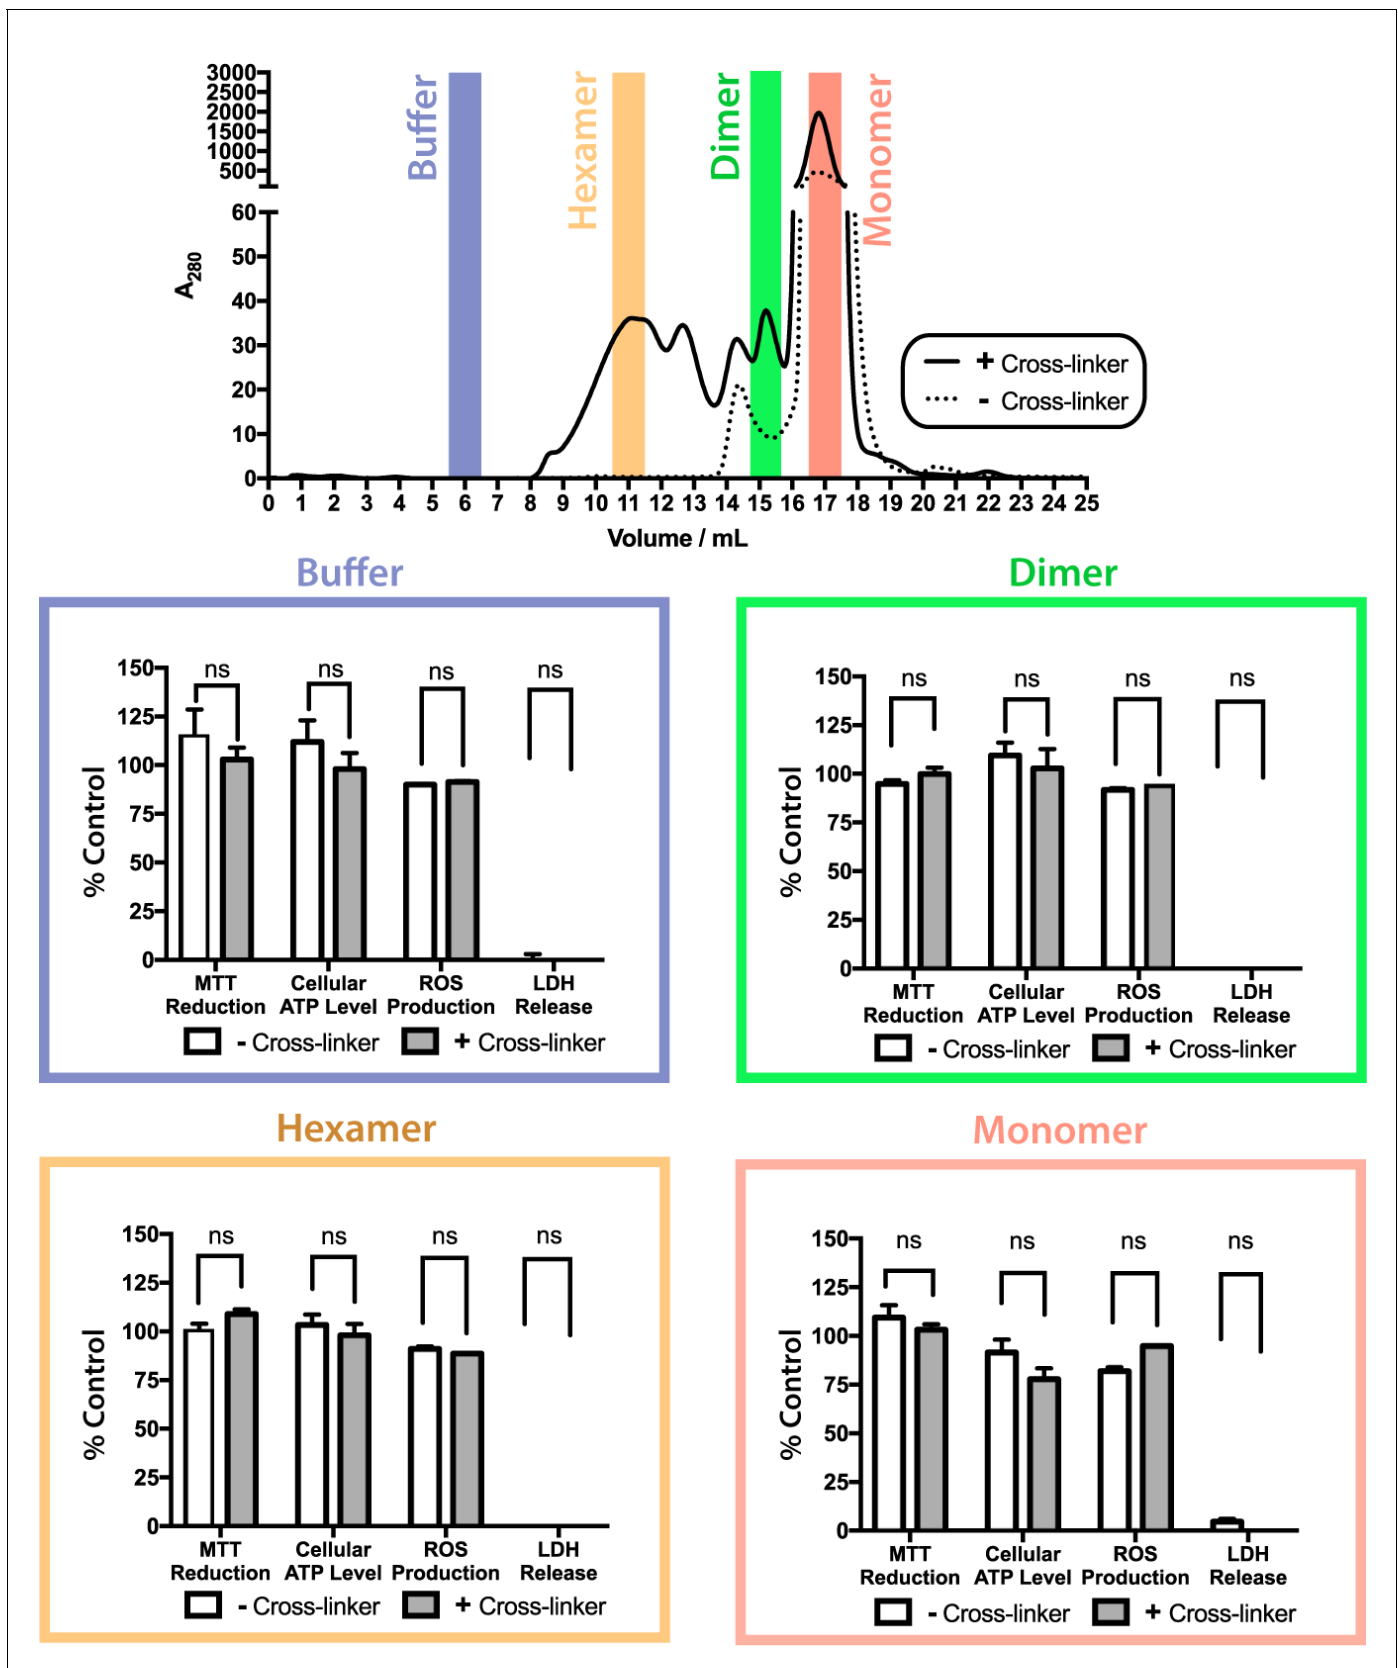 3000
2500
2000
1500
1000
500
60
50
40
30
20
10
0
A280
Buffer
Hexamer
Dimer
Monomer
+ Cross-linker
- Cross-linker
0 1 2 3 4 5 6 7 8 9 10 11 12 13 14 15 16 17 18 19 20 21 22 23 24 25
Volume / mL
Buffer
150
125
100
75
50
25
0
% Control
ns ns ns ns
MTT Cellular ROS LDH
Reduction ATP Level Production Release
- Cross-linker + Cross-linker
Dimer
150
125
100
75
50
25
0
% Control
ns ns ns ns
MTT Cellular ROS LDH
Reduction ATP Level Production Release
- Cross-linker + Cross-linker
Hexamer
150
125
100
75
50
25
0
% Control
ns ns ns ns
MTT Cellular ROS LDH
Reduction ATP Level Production Release
- Cross-linker + Cross-linker
Monomer
150
125
100
75
50
25
0
% Control
ns ns ns ns
MTT Cellular ROS LDH
Reduction ATP Level Production Release
- Cross-linker + Cross-linker